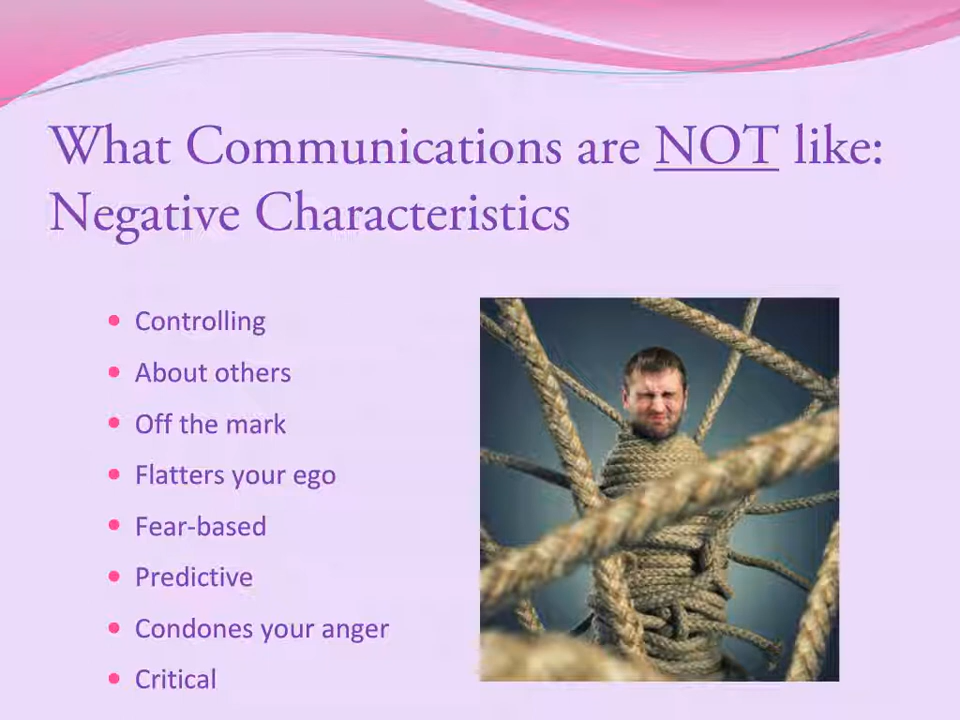 What Communications are NOT like:
Negative Characteristics
Controlling
About others
Off the mark
Flatters your ego
Fear-based
Predictive
Condones your anger
Critical